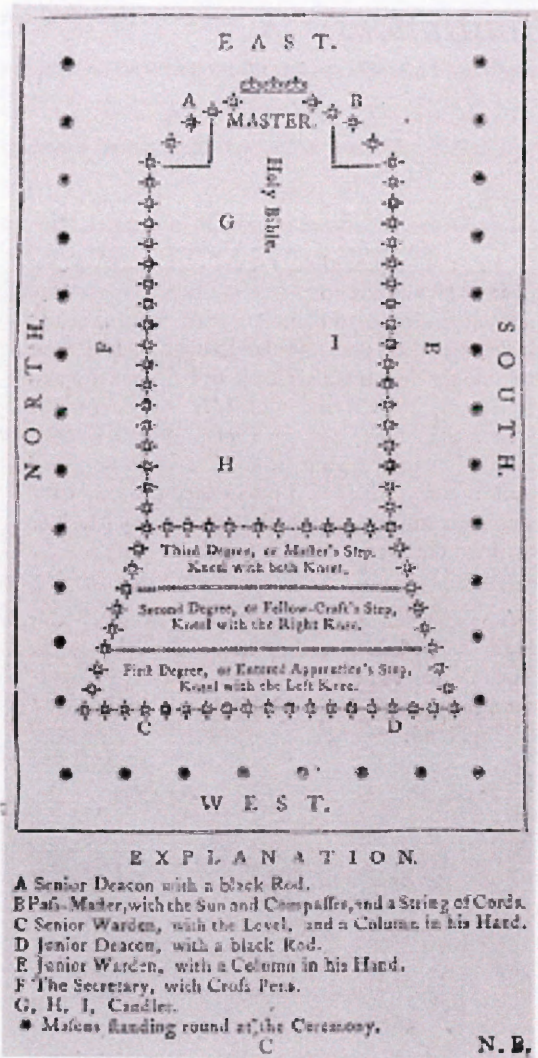 EAST.
A B
MASTER.
Holy Bible.
G
NORTH.
SOUTH.
F I E
H
Third Degree, or Master's Step.
Kneel with both Knees.
Second Degree, or Fellow-Craft's Step,
Kneel with the Right Knee.
First Degree, or Entered Apprentice's Step,
Kneel with the Left Knee.
C D
WEST.
EXPLANATION.
A Senior Deacon with a black Rod.
B Paſs-Maſter, with the Sun and Compaſſes, and a String of Cords.
C Senior Warden, with the Level, and a Column in his Hand.
D Junior Deacon, with a black Rod.
E Junior Warden, with a Column in his Hand.
F The Secretary, with Croſs Pens.
G, H, I, Candles.
Maſons ſtanding round at the Ceremony.
C
N. B.